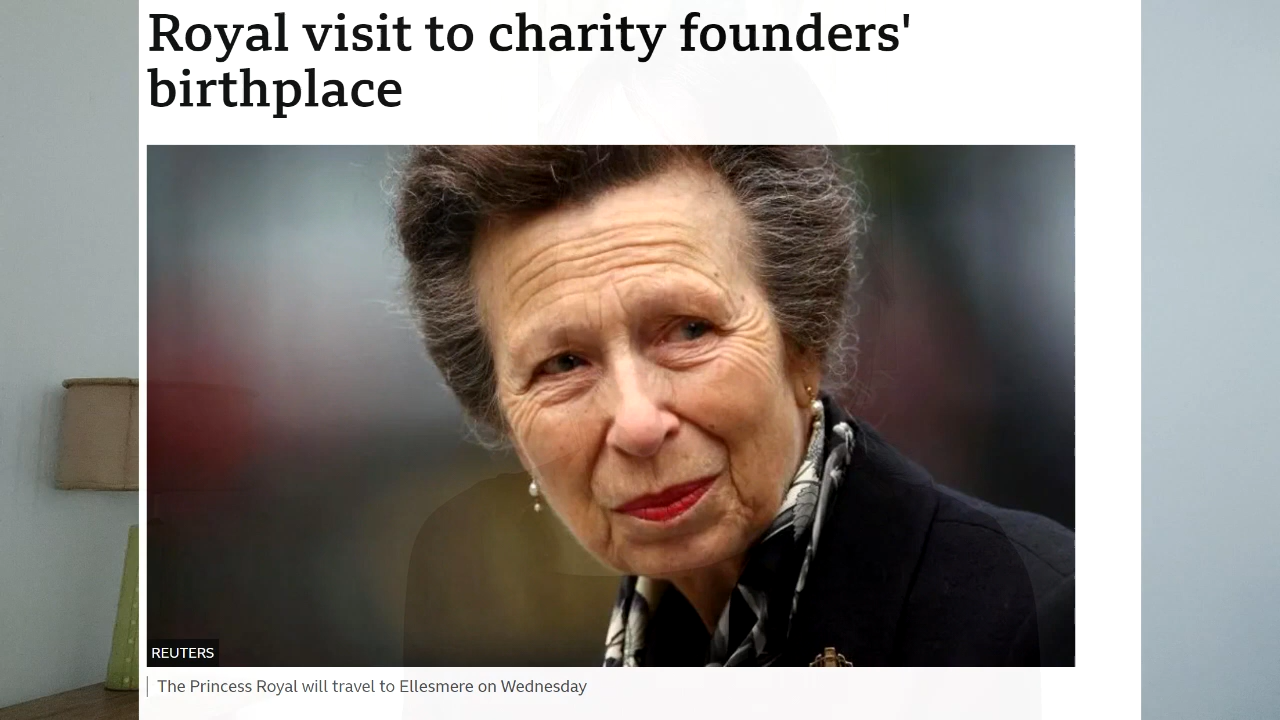 Royal visit to charity founders'
birthplace
REUTERS
The Princess Royal will travel to Ellesmere on Wednesday